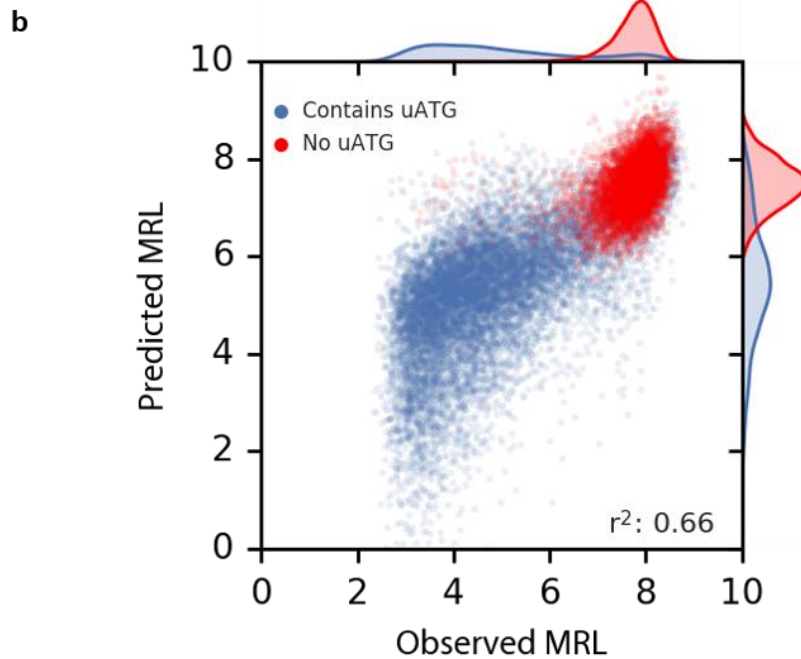 b
10
8
6
4
2
0
Predicted MRL
Contains uATG
No uATG
r²: 0.66
0 2 4 6 8 10
Observed MRL